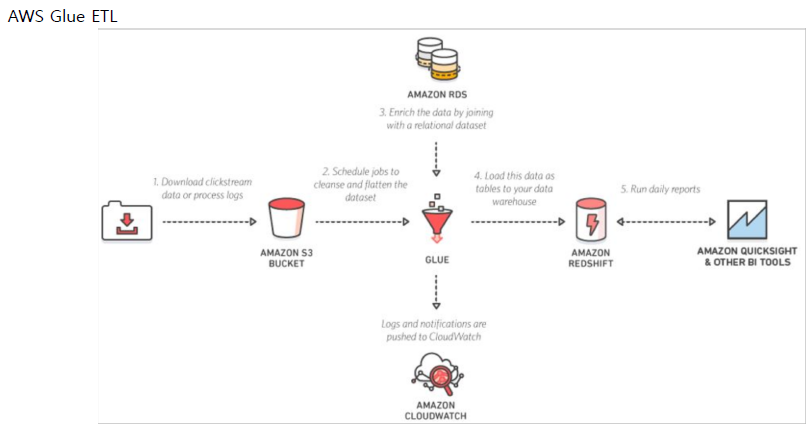 AWS Glue ETL
AMAZON RDS
3. Enrich the data by joining
with a relational dataset
1. Download clickstream
data or process logs
2. Schedule jobs to
cleanse and flatten the
dataset
4. Load this data as
tables to your data
warehouse
5. Run daily reports
AMAZON S3
BUCKET
GLUE
AMAZON
REDSHIFT
AMAZON QUICKSIGHT
& OTHER BI TOOLS
Logs and notifications are
pushed to CloudWatch
AMAZON
CLOUDWATCH